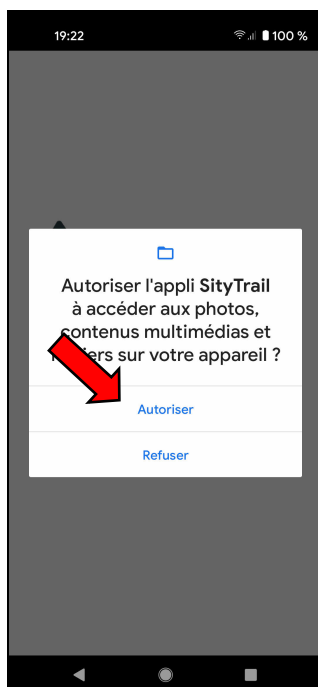 19:22
100 %
Autoriser l'appli SityTrail
à accéder aux photos,
contenus multimédias et
sur votre appareil ?
Autoriser
Refuser